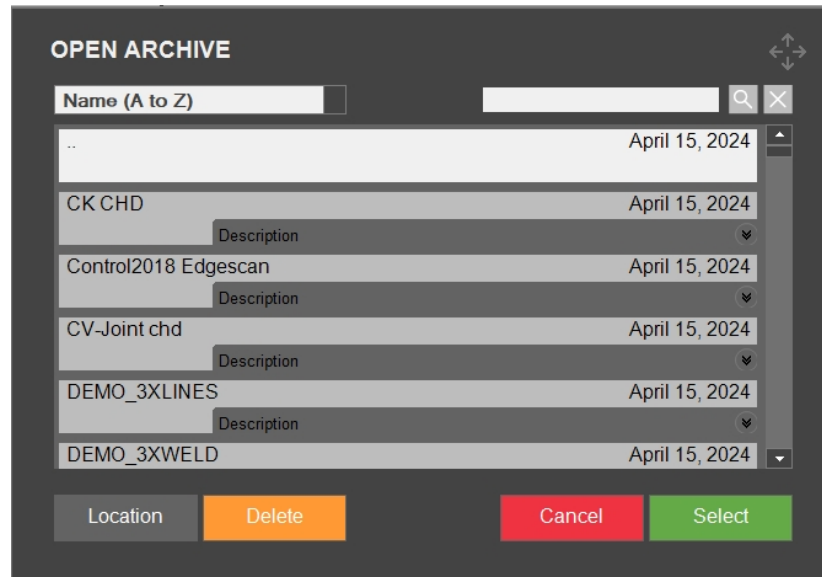 OPEN ARCHIVE
Name (A to Z)
.. April 15, 2024
CK CHD April 15, 2024
Description
Control2018 Edgescan April 15, 2024
Description
CV-Joint chd April 15, 2024
Description
DEMO_3XLINES April 15, 2024
Description
DEMO_3XWELD April 15, 2024
Location Delete Cancel Select